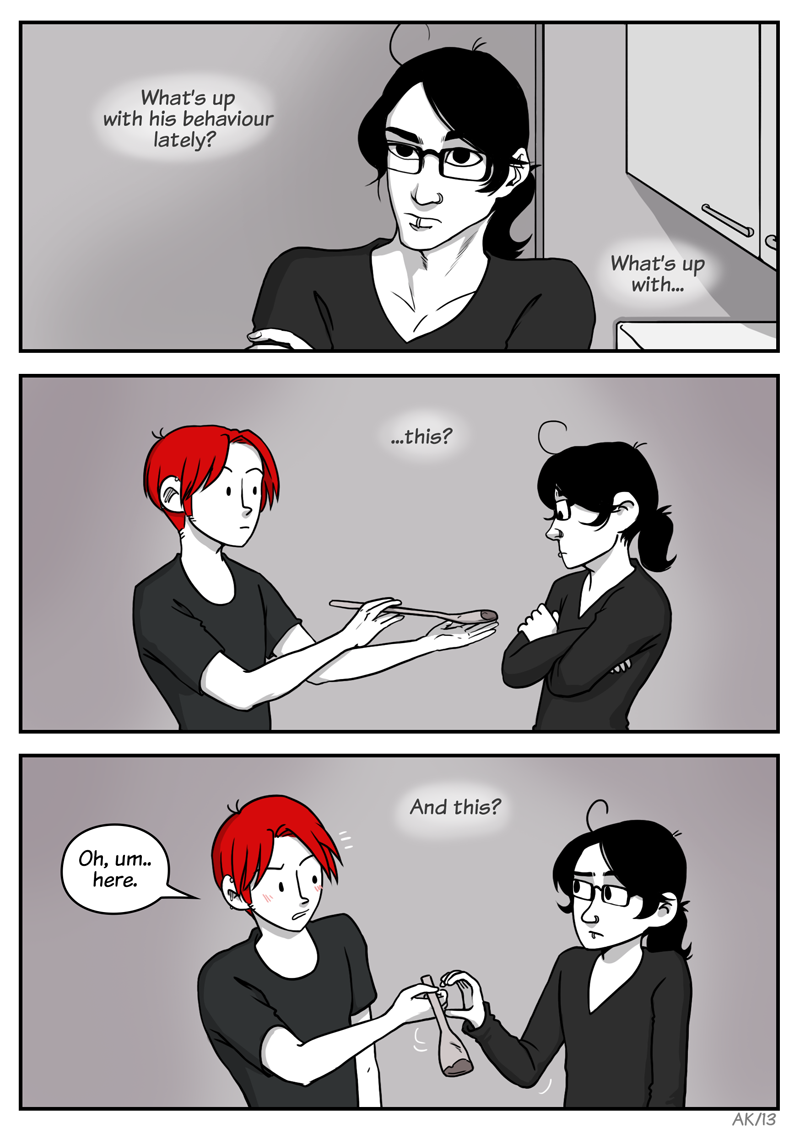 What's up
with his behaviour
lately?
What's up
with...
...this?
And this?
Oh, um..
here.
AK/13